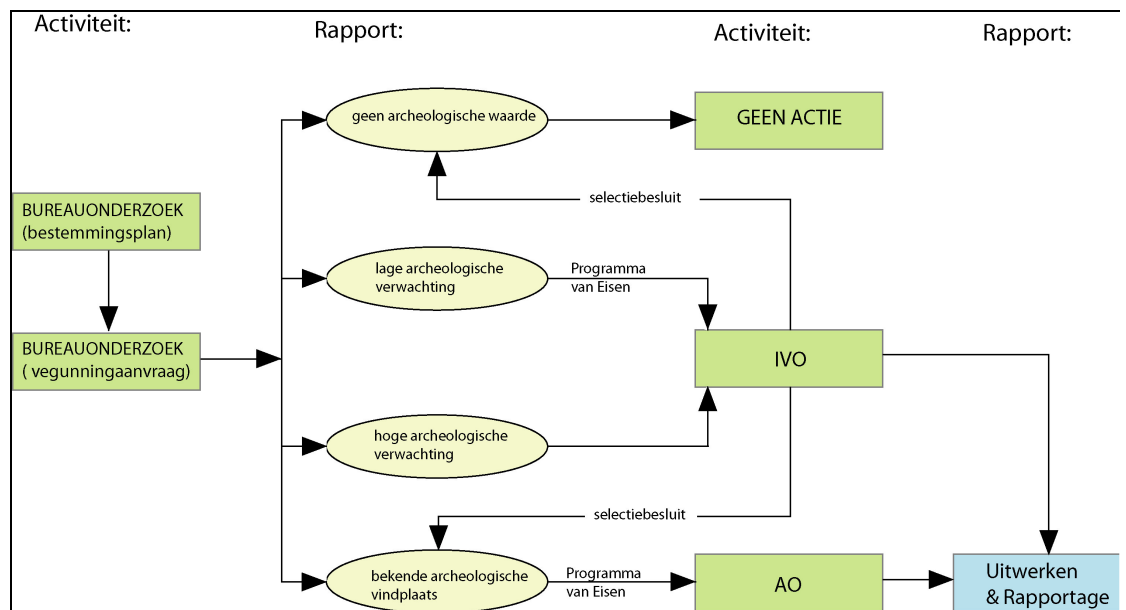 Activiteit:
Rapport:
Activiteit:
Rapport:
geen archeologische waarde
GEEN ACTIE
selectiebesluit
BUREAUONDERZOEK
(bestemmingsplan)
lage archeologische
verwachting
Programma
van Eisen
BUREAUONDERZOEK
( vegunningaanvraag)
IVO
hoge archeologische
verwachting
selectiebesluit
bekende archeologische
vindplaats
Programma
van Eisen
AO
Uitwerken
& Rapportage